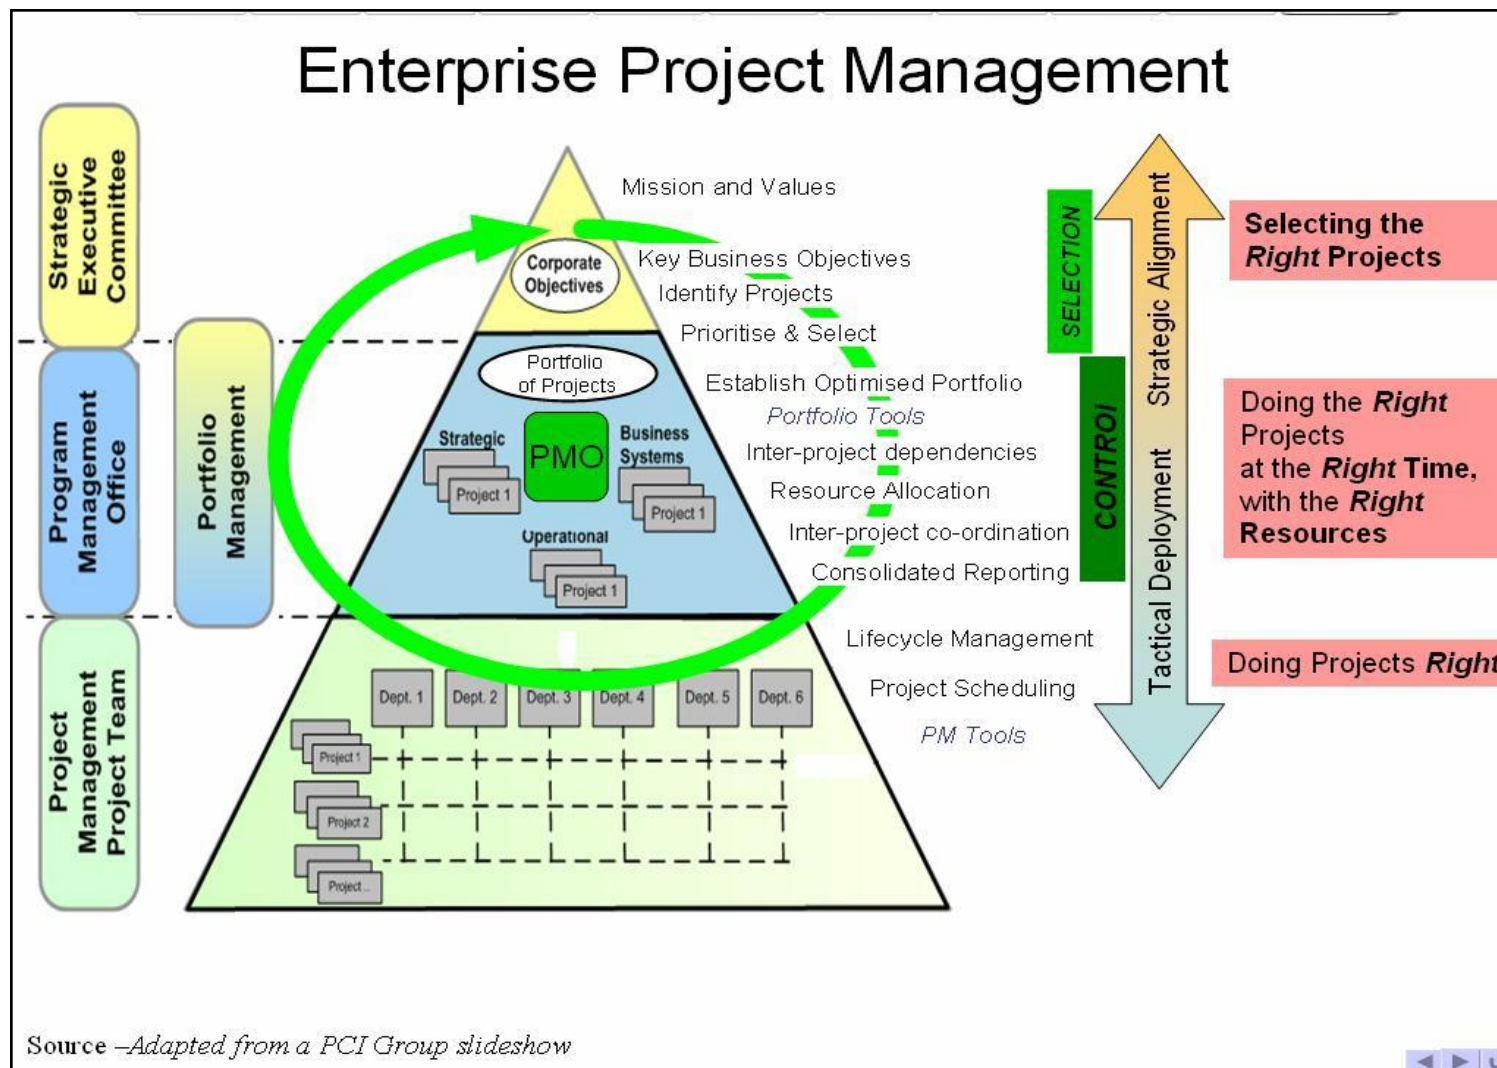 Enterprise Project Management
Strategic
Executive
Committee
Program
Management
Office
Project
Management
Project Team
Portfolio
Management
Corporate
Objectives
Portfolio
of Projects
Strategic
Project 1
PMO
Business
Systems
Project 1
Operational
Project 1
Dept. 1
Dept. 2
Dept. 3
Dept. 4
Dept. 5
Dept. 6
Project 1
Project 2
Project ...
Mission and Values
Key Business Objectives
Identify Projects
Prioritise & Select
Establish Optimised Portfolio
Portfolio Tools
Inter-project dependencies
Resource Allocation
Inter-project co-ordination
Consolidated Reporting
Lifecycle Management
Project Scheduling
PM Tools
SELECTION
CONTROl
Strategic Alignment
Tactical Deployment
Selecting the
Right Projects
Doing the Right
Projects
at the Right Time,
with the Right
Resources
Doing Projects Right
Source –Adapted from a PCI Group slideshow